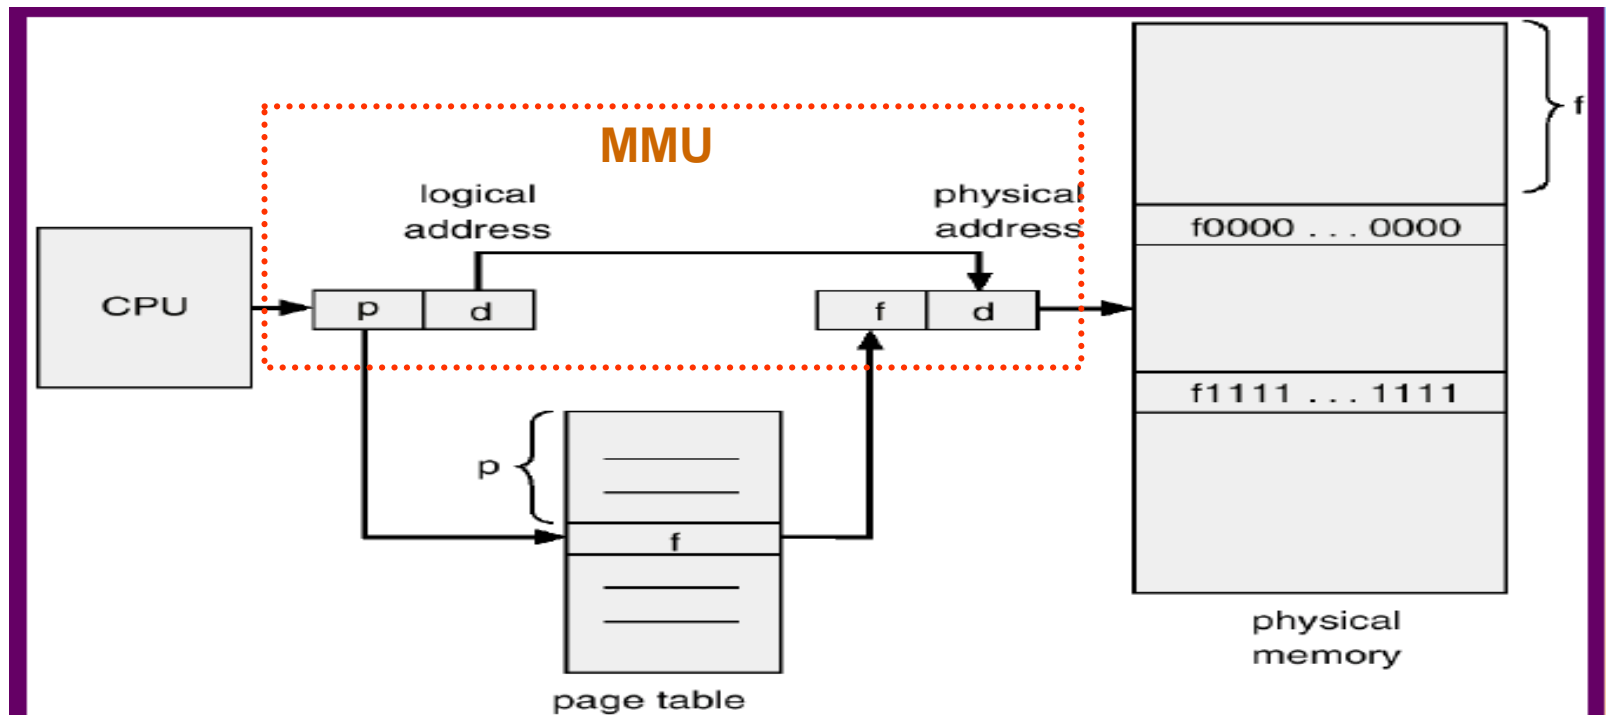 MMU
logical
address
physical
address
f
f0000 . . . 0000
CPU
p
d
f
d
f1111 . . . 1111
p
f
physical
memory
page table